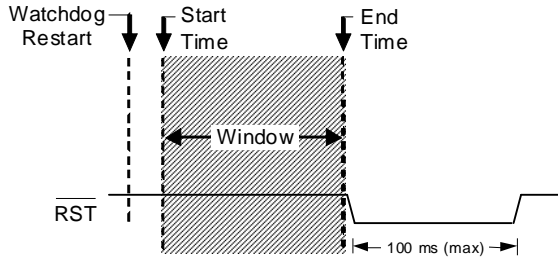 Watchdog
Restart
Start
Time
End
Time
Window
RST
100 ms (max)